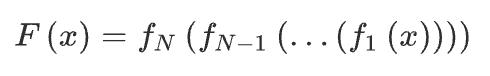 F (x) = f_N (f_{N−1} (. . . (f_1 (x))))